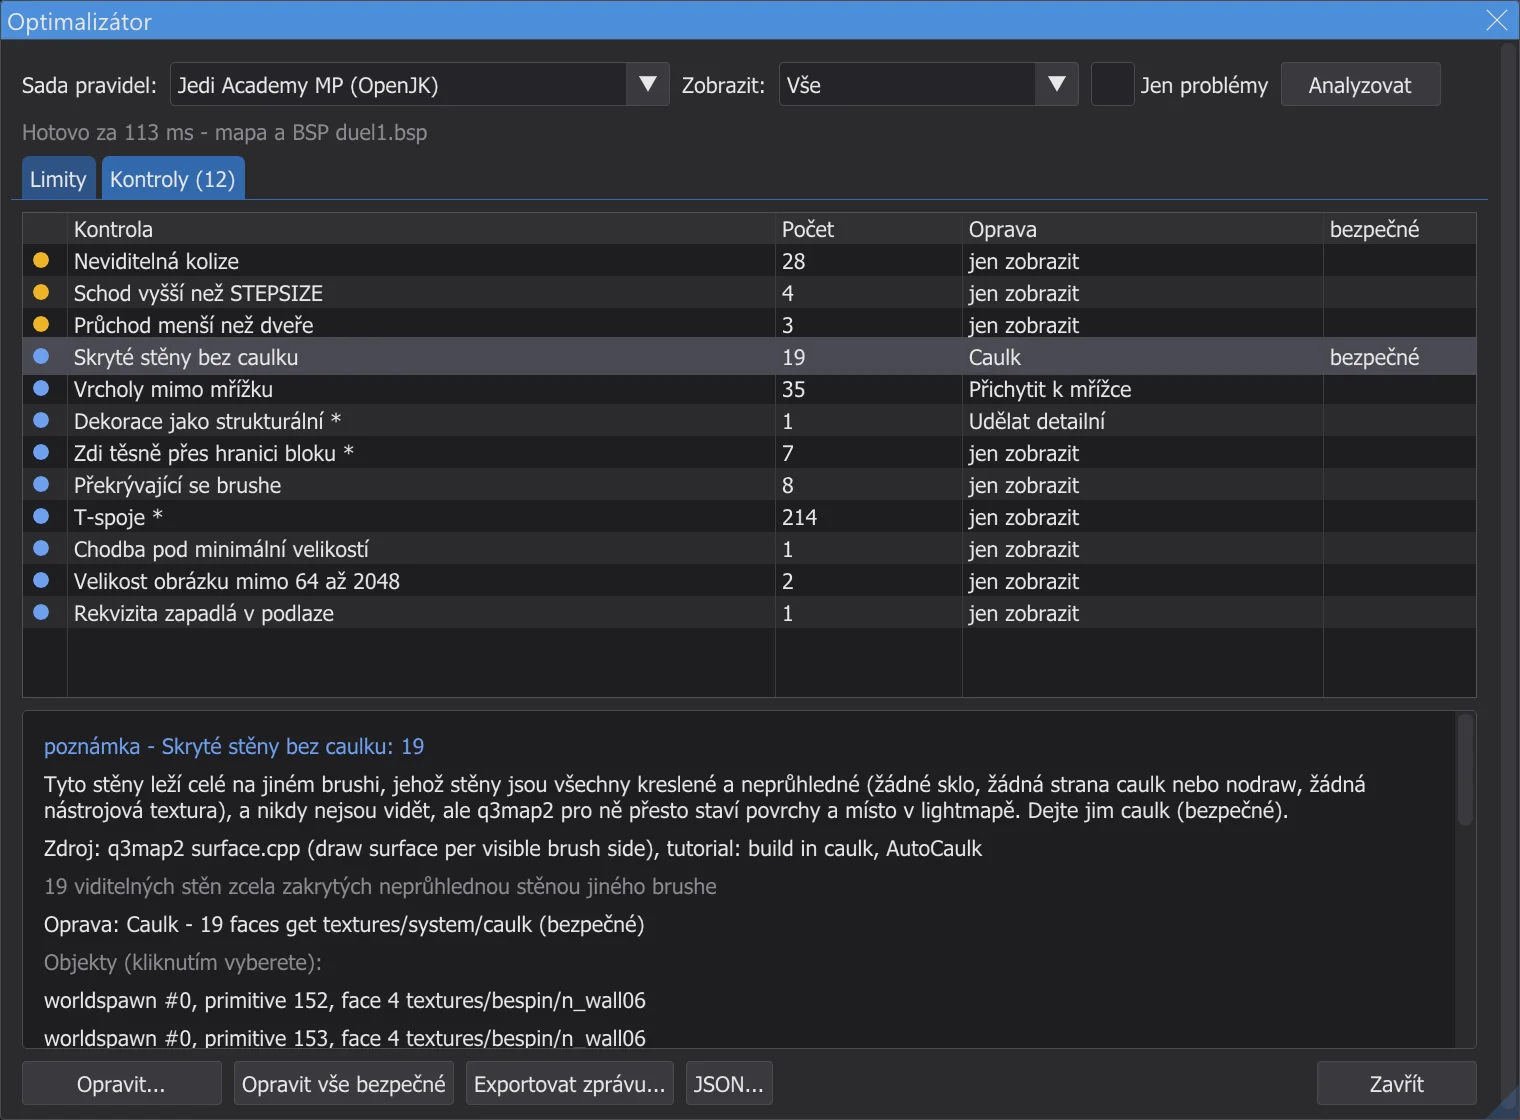 Optimalizátor
Sada pravidel: Jedi Academy MP (OpenJK) Zobrazit: Vše Jen problémy Analyzovat
Hotovo za 113 ms - mapa a BSP duel1.bsp
Limity Kontroly (12)
Kontrola Počet Oprava bezpečné
Neviditelná kolize 28 jen zobrazit
Schod vyšší než STEPSIZE 4 jen zobrazit
Průchod menší než dveře 3 jen zobrazit
Skryté stěny bez caulku 19 Caulk bezpečné
Vrcholy mimo mřížku 35 Přichytit k mřížce
Dekorace jako strukturální * 1 Udělat detailní
Zdi těsně přes hranici bloku * 7 jen zobrazit
Překrývající se brushe 8 jen zobrazit
T-spoje * 214 jen zobrazit
Chodba pod minimální velikostí 1 jen zobrazit
Velikost obrázku mimo 64 až 2048 2 jen zobrazit
Rekvizita zapadlá v podlaze 1 jen zobrazit
poznámka - Skryté stěny bez caulku: 19
Tyto stěny leží celé na jiném brushi, jehož stěny jsou všechny kreslené a neprůhledné (žádné sklo, žádná strana caulk nebo nodraw, žádná
nástrojová textura), a nikdy nejsou vidět, ale q3map2 pro ně přesto staví povrchy a místo v lightmapě. Dejte jim caulk (bezpečné).
Zdroj: q3map2 surface.cpp (draw surface per visible brush side), tutorial: build in caulk, AutoCaulk
19 viditelných stěn zcela zakrytých neprůhlednou stěnou jiného brushe
Oprava: Caulk - 19 faces get textures/system/caulk (bezpečné)
Objekty (kliknutím vyberete):
worldspawn #0, primitive 152, face 4 textures/bespin/n_wall06
worldspawn #0, primitive 153, face 4 textures/bespin/n_wall06
Opravit... Opravit vše bezpečné Exportovat zprávu... JSON... Zavřít